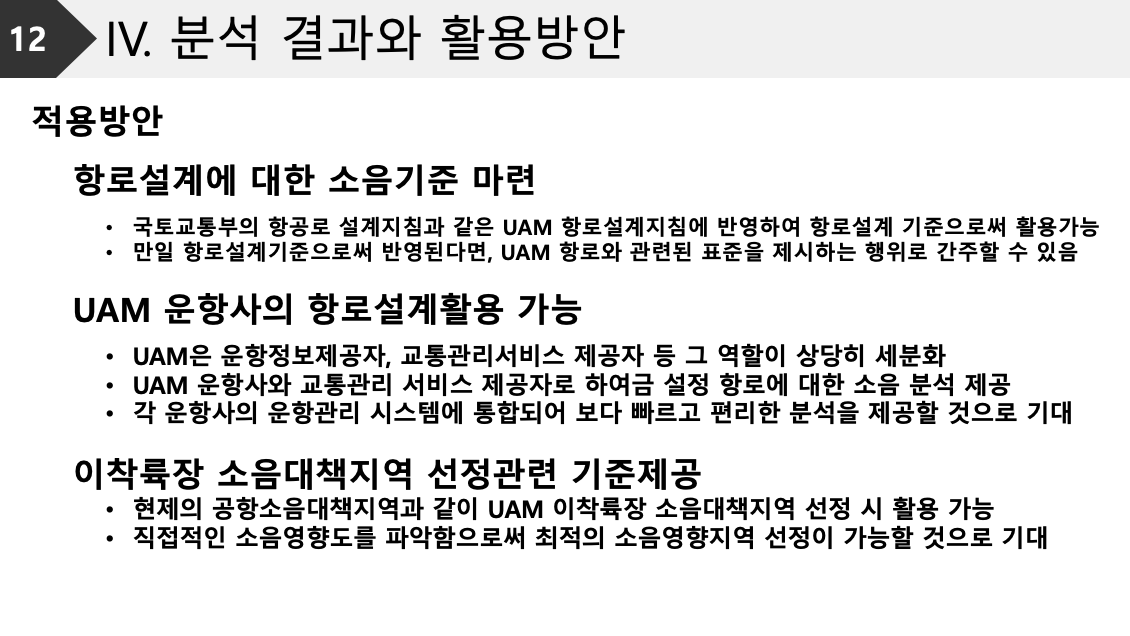 12
IV. 분석 결과와 활용방안
적용방안
항로설계에 대한 소음기준 마련
• 국토교통부의 항공로 설계지침과 같은 UAM 항로설계지침에 반영하여 항로설계 기준으로써 활용가능
• 만일 항로설계기준으로써 반영된다면, UAM 항로와 관련된 표준을 제시하는 행위로 간주할 수 있음
UAM 운항사의 항로설계활용 가능
• UAM은 운항정보제공자, 교통관리서비스 제공자 등 그 역할이 상당히 세분화
• UAM 운항사와 교통관리 서비스 제공자로 하여금 설정 항로에 대한 소음 분석 제공
• 각 운항사의 운항관리 시스템에 통합되어 보다 빠르고 편리한 분석을 제공할 것으로 기대
이착륙장 소음대책지역 선정관련 기준제공
• 현제의 공항소음대책지역과 같이 UAM 이착륙장 소음대책지역 선정 시 활용 가능
• 직접적인 소음영향도를 파악함으로써 최적의 소음영향지역 선정이 가능할 것으로 기대